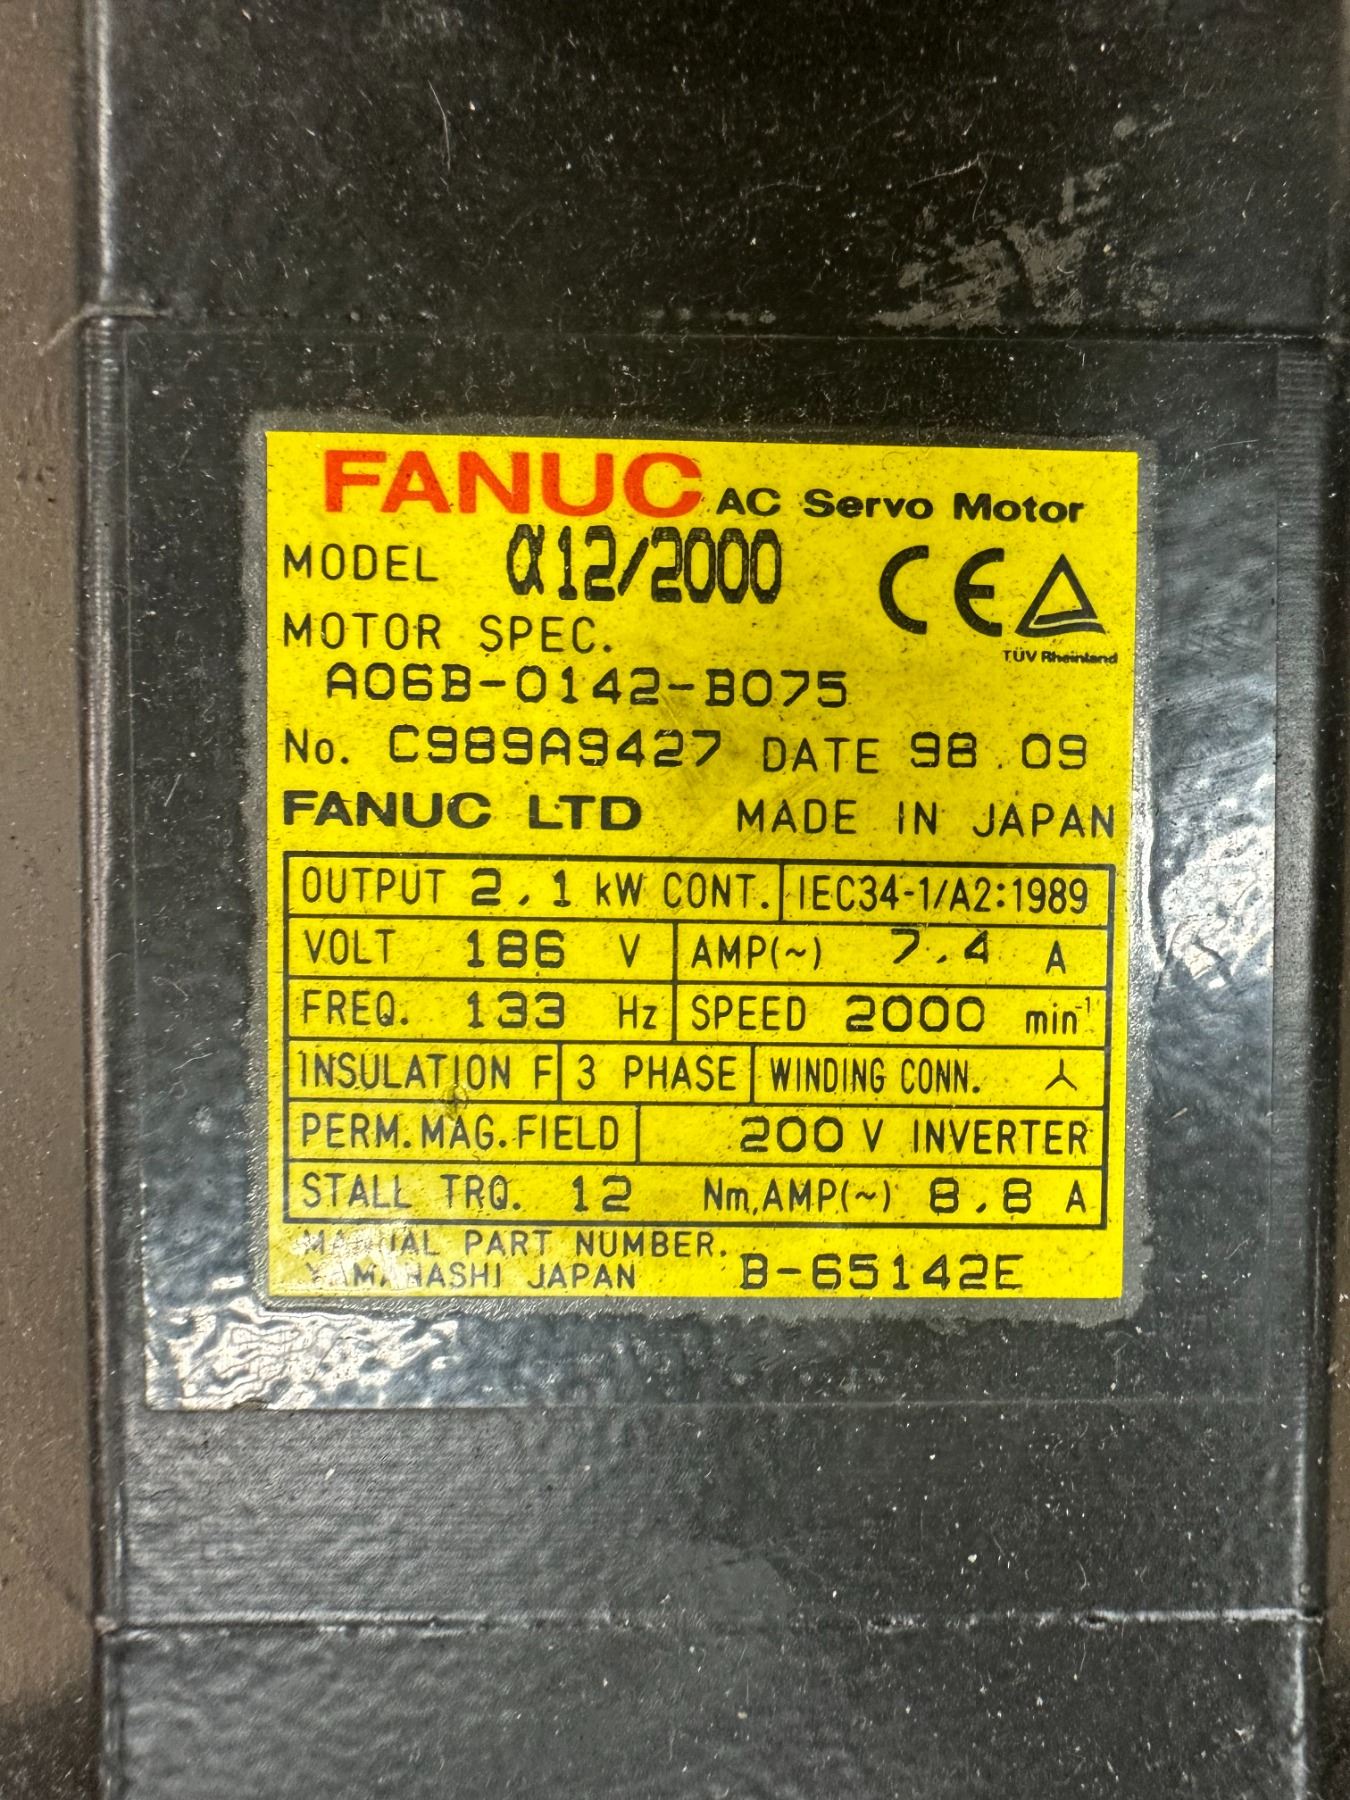 FANUC AC Servo Motor
MODEL α12/2000 CE
TÜV Rheinland
MOTOR SPEC.
A06B-0142-B075
No. C989A9427 DATE 98.09
FANUC LTD MADE IN JAPAN
OUTPUT 2.1 kW CONT. IEC34-1/A2:1989
VOLT 186 V AMP(~) 7.4 A
FREQ. 133 Hz SPEED 2000 min⁻¹
INSULATION F 3 PHASE WINDING CONN.
PERM.MAG.FIELD 200 V INVERTER
STALL TRQ. 12 Nm,AMP(~) 8.8 A
MANUAL PART NUMBER. B-65142E
YAMANASHI JAPAN